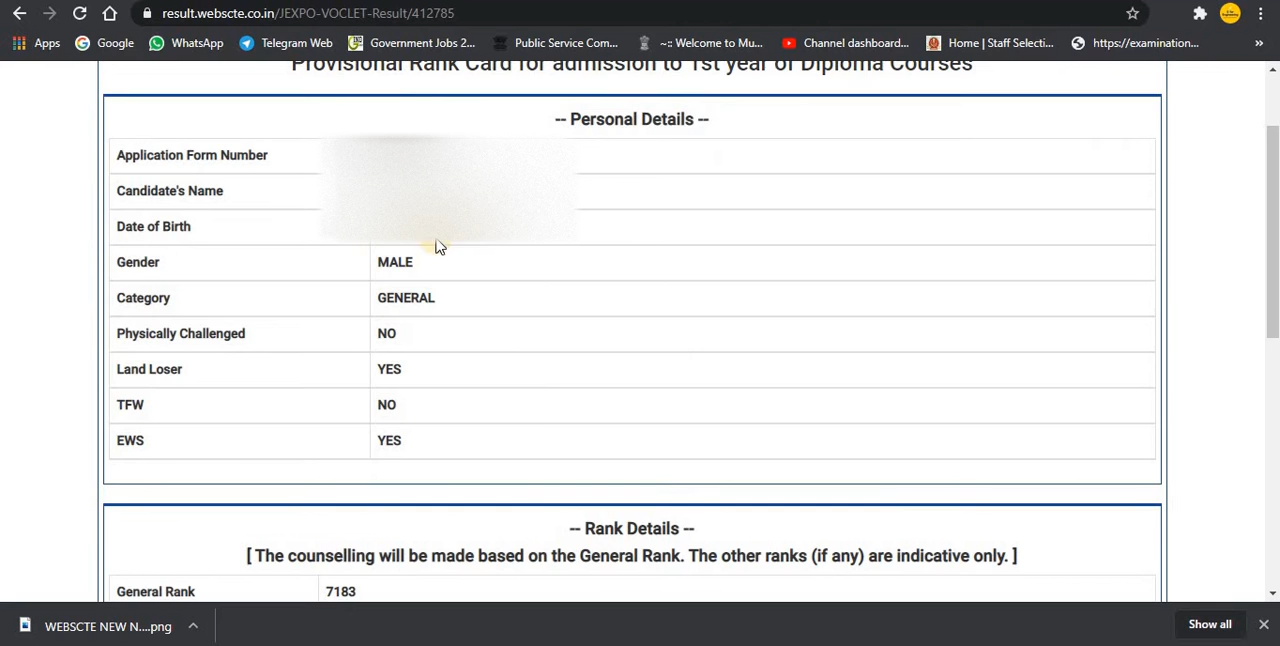 result.webscte.co.in/JEXPO-VOCLET-Result/412785
Apps Google WhatsApp Telegram Web Government Jobs 2... Public Service Com... ~:: Welcome to Mu... Channel dashboard... Home | Staff Selecti... https://examination... »
Provisional Rank Card for admission to 1st year of Diploma Courses
-- Personal Details --
Application Form Number
Candidate's Name
Date of Birth
Gender MALE
Category GENERAL
Physically Challenged NO
Land Loser YES
TFW NO
EWS YES
-- Rank Details --
[ The counselling will be made based on the General Rank. The other ranks (if any) are indicative only. ]
General Rank 7183
WEBSCTE NEW N....png Show all